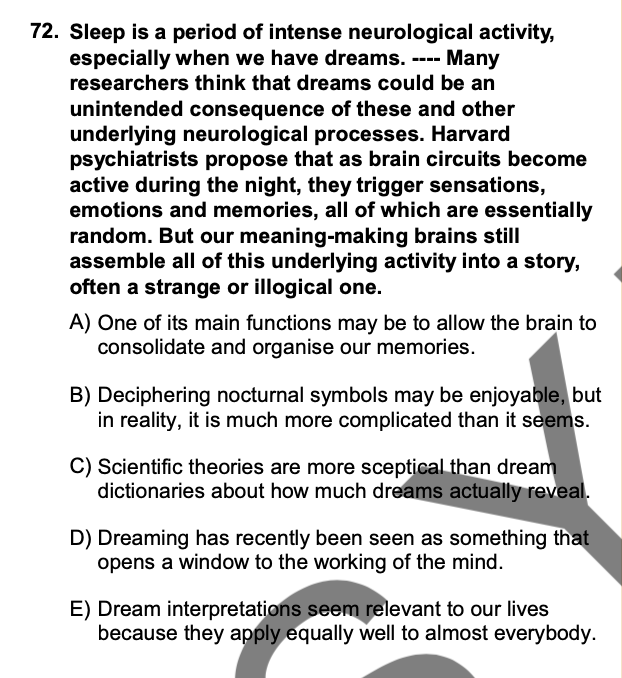 72. Sleep is a period of intense neurological activity,
especially when we have dreams. ---- Many
researchers think that dreams could be an
unintended consequence of these and other
underlying neurological processes. Harvard
psychiatrists propose that as brain circuits become
active during the night, they trigger sensations,
emotions and memories, all of which are essentially
random. But our meaning-making brains still
assemble all of this underlying activity into a story,
often a strange or illogical one.
A) One of its main functions may be to allow the brain to
consolidate and organise our memories.
B) Deciphering nocturnal symbols may be enjoyable, but
in reality, it is much more complicated than it seems.
C) Scientific theories are more sceptical than dream
dictionaries about how much dreams actually reveal.
D) Dreaming has recently been seen as something that
opens a window to the working of the mind.
E) Dream interpretations seem relevant to our lives
because they apply equally well to almost everybody.